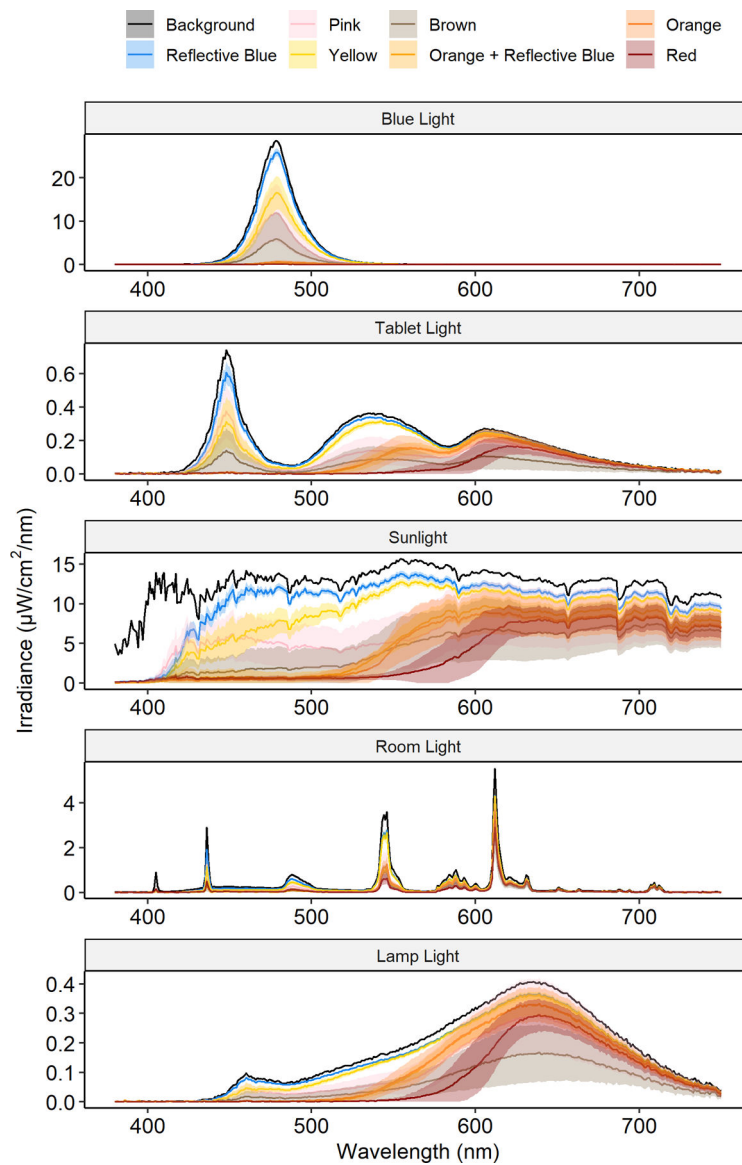 Background Pink Brown Orange
Reflective Blue Yellow Orange + Reflective Blue Red
Blue Light
20
10
0
400 500 600 700
Tablet Light
0.6
0.4
0.2
0.0
400 500 600 700
Sunlight
15
10
5
0
400 500 600 700
Room Light
4
2
0
400 500 600 700
Lamp Light
0.4
0.3
0.2
0.1
0.0
400 500 600 700
Wavelength (nm)
Irradiance (µW/cm²/nm)